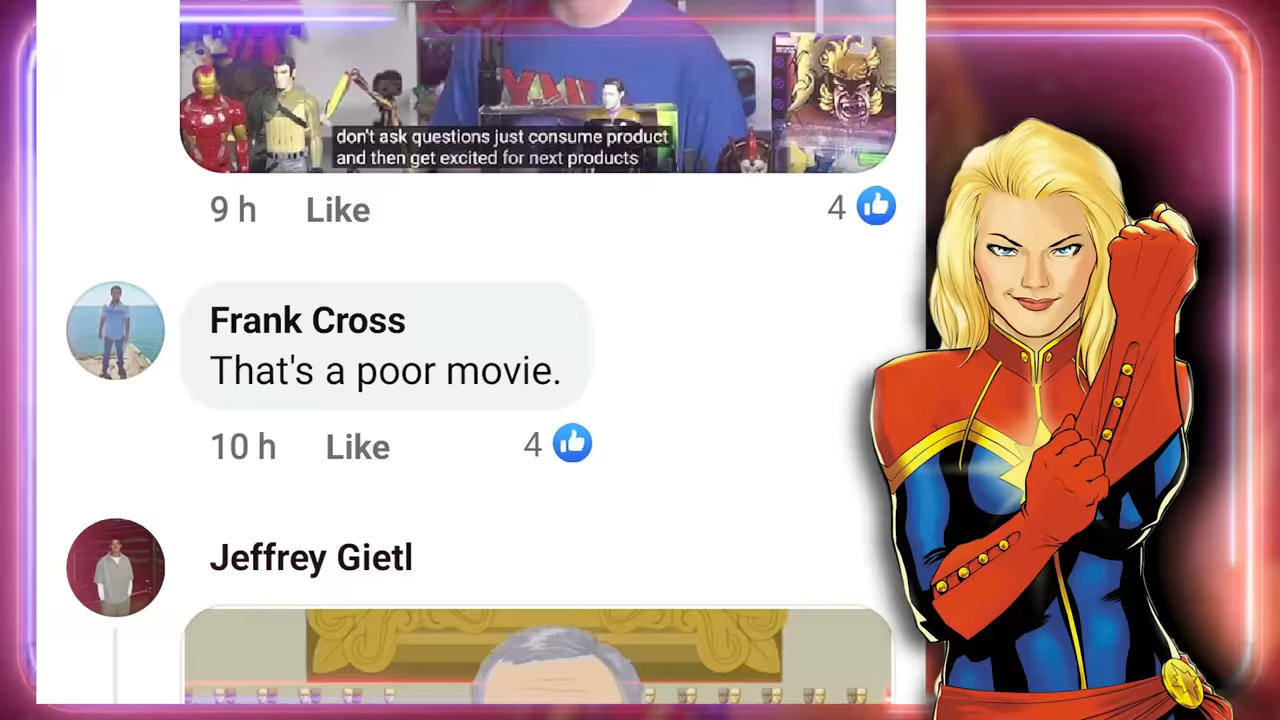 don't ask questions just consume product
and then get excited for next products
9 h Like 4
Frank Cross
That's a poor movie.
10 h Like 4
Jeffrey Gietl